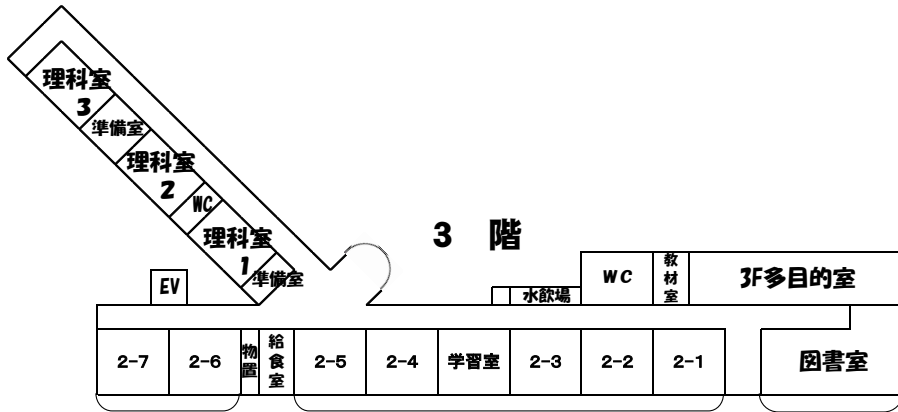 理科室
3
準備室
理科室
2
WC
理科室
1
準備室
3 階
EV
水飲場
WC
教材室
3F多目的室
2-7
2-6
物置
給食室
2-5
2-4
学習室
2-3
2-2
2-1
図書室